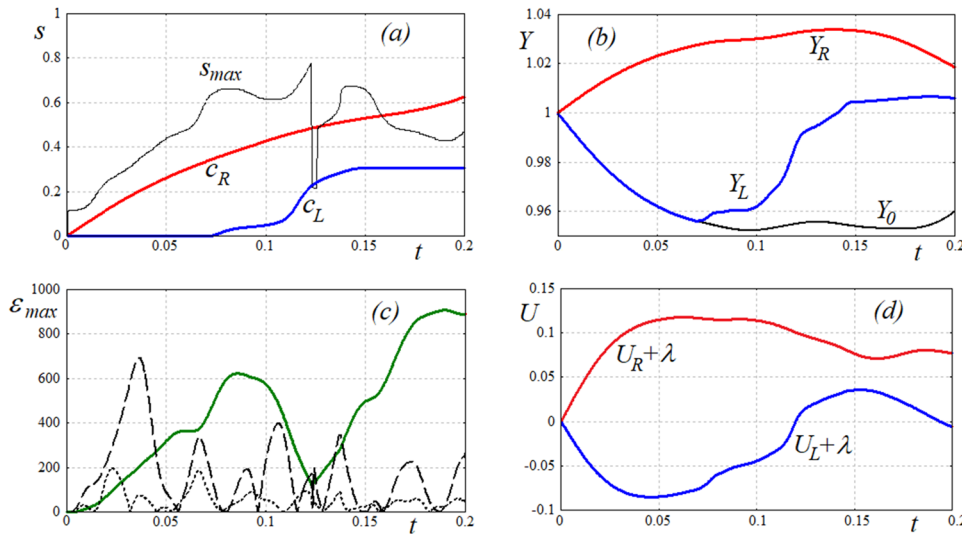 s
1
0.8
0.6
0.4
0.2
0
0
0.05
0.1
0.15
0.2
t
(a)
s_max
c_R
c_L
Y
1.04
1.02
1
0.98
0.96
0
0.05
0.1
0.15
0.2
t
(b)
Y_R
Y_L
Y_0
ε_max
1000
800
600
400
200
0
0
0.05
0.1
0.15
0.2
t
(c)
U
0.1
0.05
0
-0.05
-0.1
0
0.05
0.1
0.15
0.2
t
(d)
U_R+λ
U_L+λ